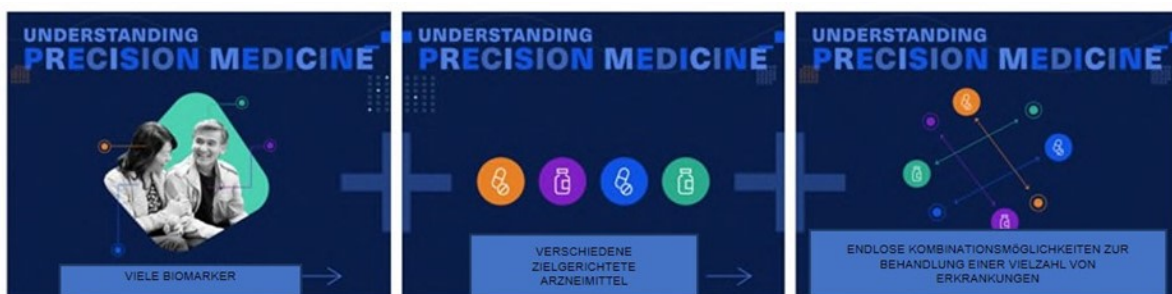 UNDERSTANDING
PRECISION MEDICINE
VIELE BIOMARKER
UNDERSTANDING
PRECISION MEDICINE
VERSCHIEDENE
ZIELGERICHTETE
ARZNEIMITTEL
UNDERSTANDING
PRECISION MEDICINE
ENDLOSE KOMBINATIONSMÖGLICHKEITEN ZUR
BEHANDLUNG EINER VIELZAHL VON
ERKRANKUNGEN